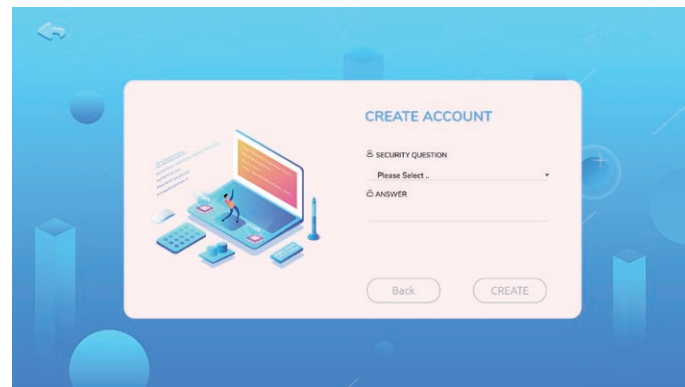 CREATE ACCOUNT
SECURITY QUESTION
Please Select ..
ANSWER
Back
CREATE